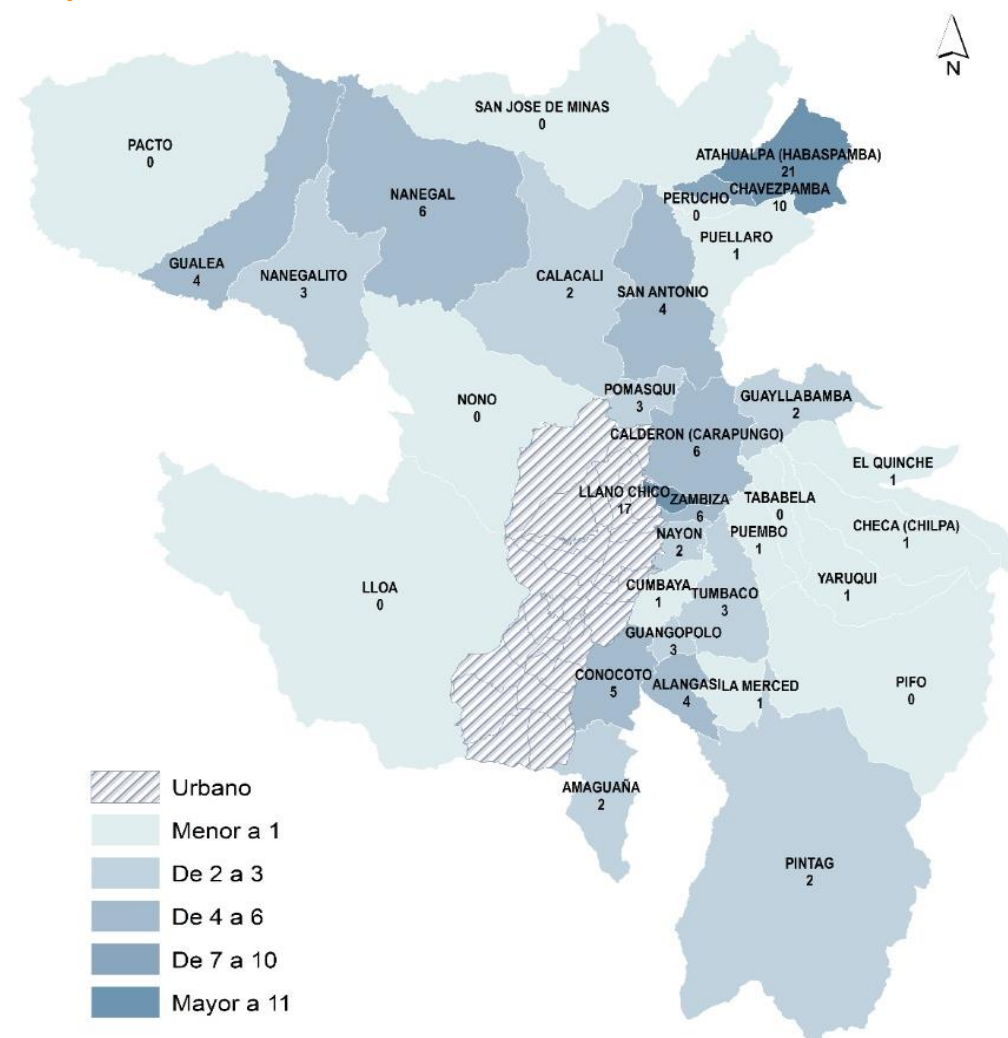 N
SAN JOSE DE MINAS
0
PACTO
0
ATAHUALPA (HABASPAMBA)
21
CHAVEZPAMBA
10
PERUCHO
0
NANEGAL
6
PUELLARO
1
GUALEA
4
NANEGALITO
3
CALACALI
2
SAN ANTONIO
4
POMASQUI
3
GUAYLLABAMBA
2
NONO
0
CALDERON (CARAPUNGO)
6
EL QUINCHE
1
LLANO CHICO
17
ZAMBIZA
6
TABABELA
0
CHECA (CHILPA)
1
NAYON
2
PUEMBO
1
LLOA
0
CUMBAYA
1
TUMBACO
3
YARUQUI
1
GUANGOPOLO
3
CONOCOTO
5
ALANGASI
4
LA MERCED
1
PIFO
0
AMAGUAÑA
2
PINTAG
2
Urbano
Menor a 1
De 2 a 3
De 4 a 6
De 7 a 10
Mayor a 11